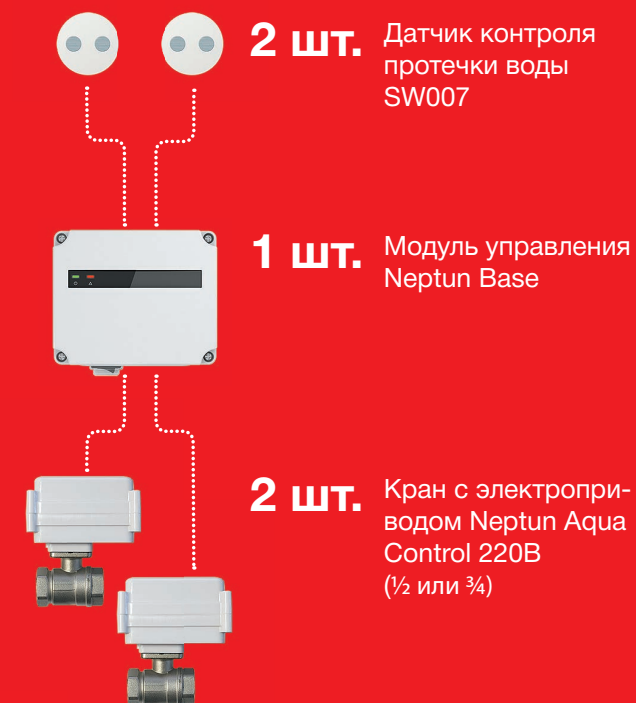 2 шт.
Датчик контроля
протечки воды
SW007
1 шт.
Модуль управления
Neptun Base
2 шт.
Кран с электропри-
водом Neptun Aqua
Control 220В
(½ или ¾)